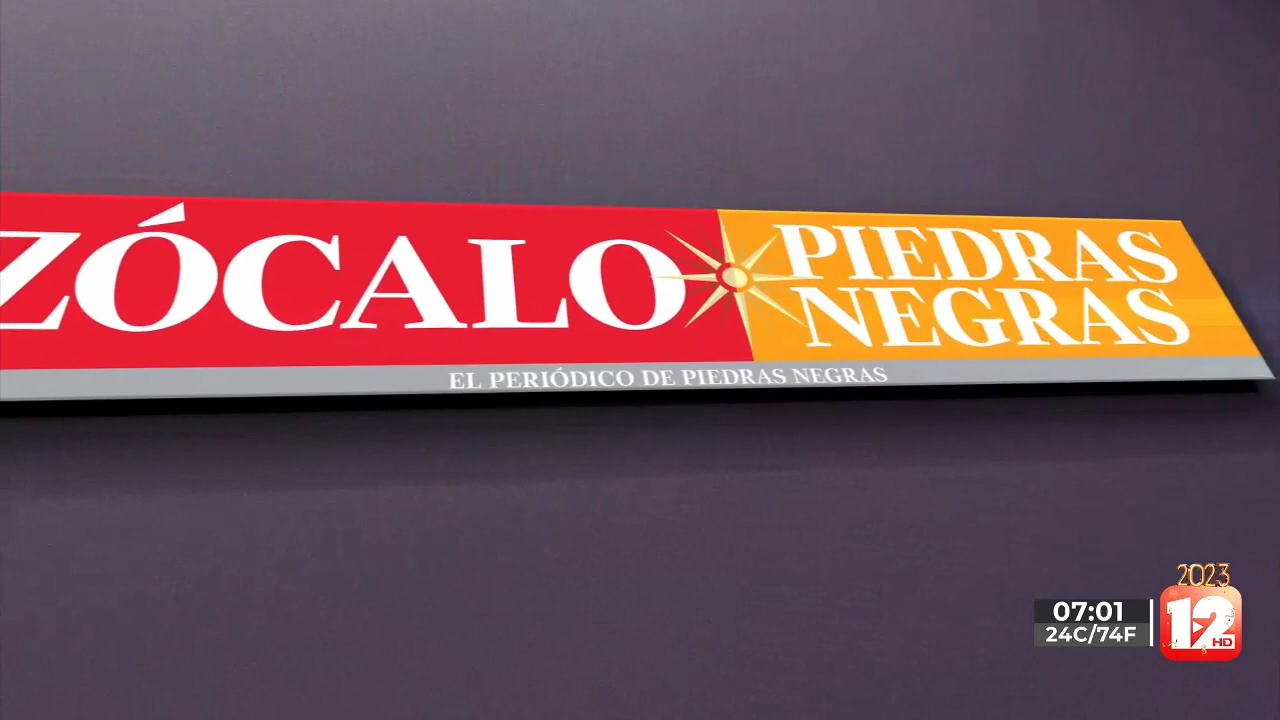 ZÓCALO
PIEDRAS
NEGRAS
EL PERIÓDICO DE PIEDRAS NEGRAS
2023
07:01
24C/74F
12
HD